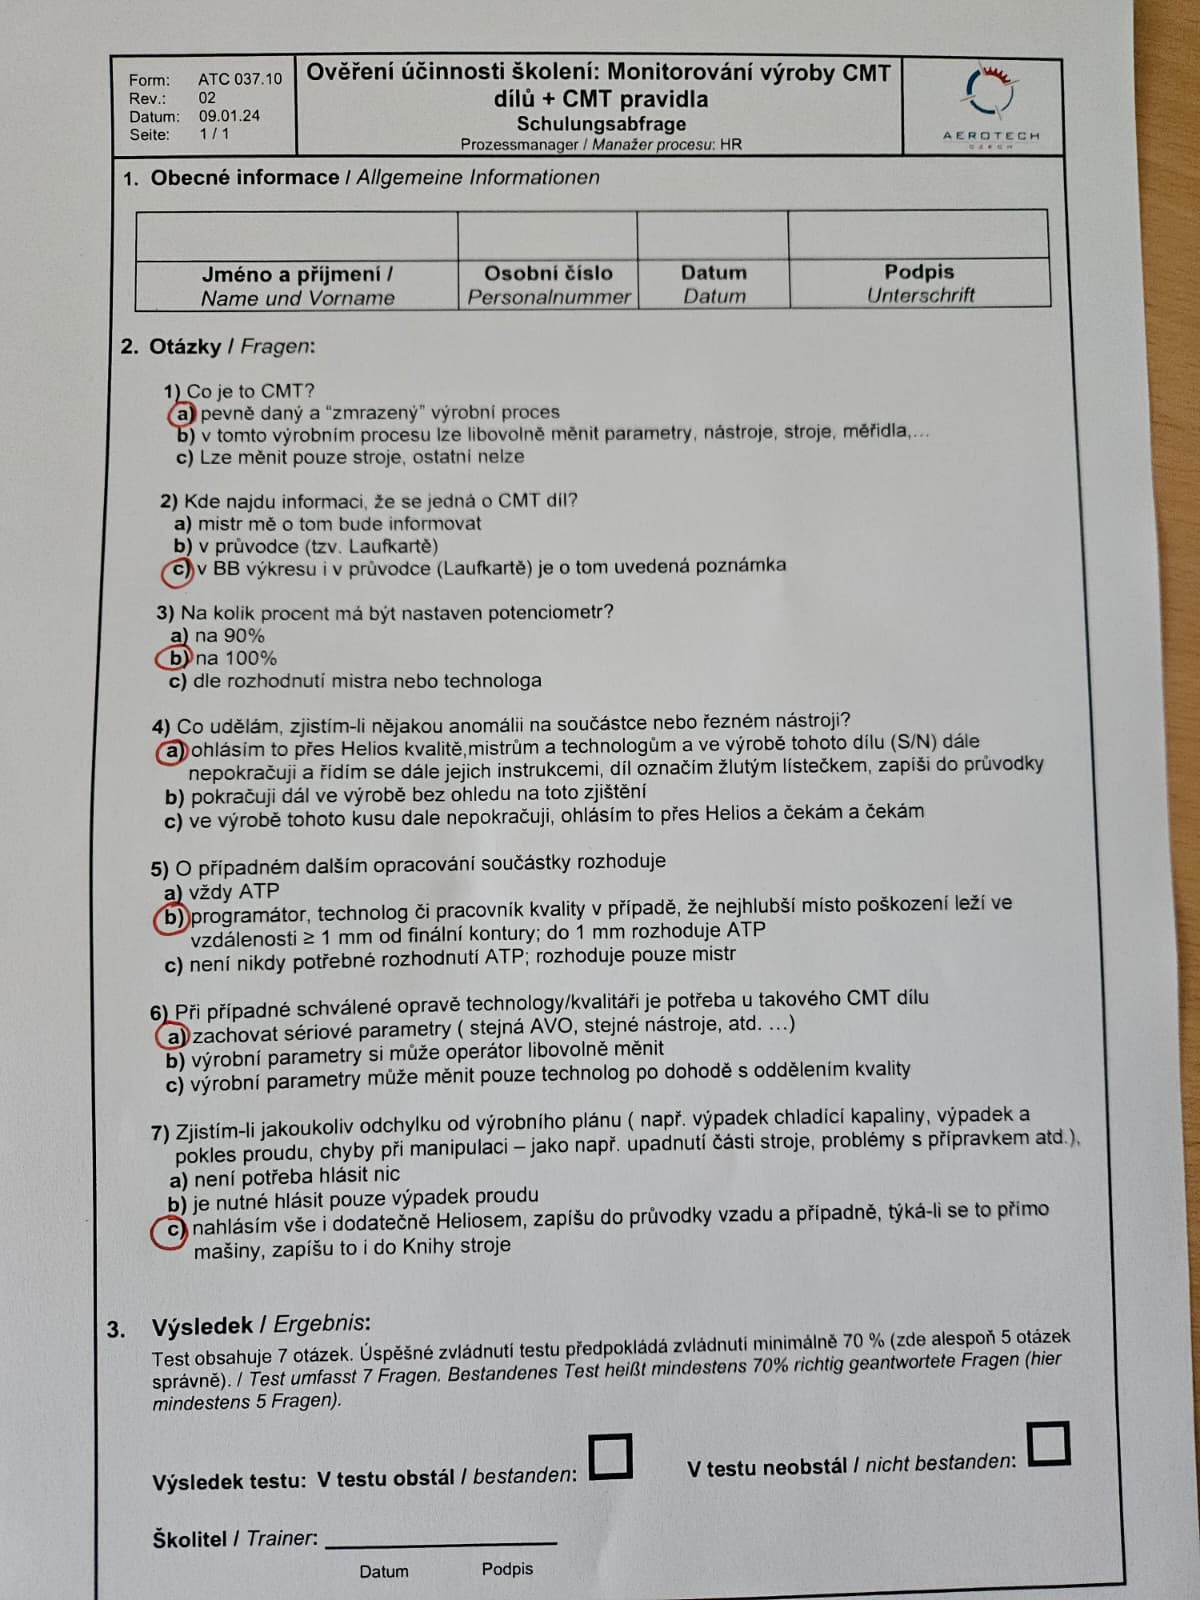 Form: ATC 037.10
Rev.: 02
Datum: 09.01.24
Seite: 1 / 1
Ověření účinnosti školení: Monitorování výroby CMT
dílů + CMT pravidla
Schulungsabfrage
Prozessmanager / Manažer procesu: HR
AEROTECH
CZECH
1. Obecné informace / Allgemeine Informationen
Jméno a příjmení / Osobní číslo Datum Podpis
Name und Vorname Personalnummer Datum Unterschrift
2. Otázky / Fragen:
1) Co je to CMT?
a) pevně daný a “zmrazený” výrobní proces
b) v tomto výrobním procesu lze libovolně měnit parametry, nástroje, stroje, měřidla,...
c) Lze měnit pouze stroje, ostatní nelze
2) Kde najdu informaci, že se jedná o CMT díl?
a) mistr mě o tom bude informovat
b) v průvodce (tzv. Laufkartě)
c) v BB výkresu i v průvodce (Laufkartě) je o tom uvedená poznámka
3) Na kolik procent má být nastaven potenciometr?
a) na 90%
b) na 100%
c) dle rozhodnutí mistra nebo technologa
4) Co udělám, zjistím-li nějakou anomálii na součástce nebo řezném nástroji?
a) ohlásím to přes Helios kvalitě,mistrům a technologům a ve výrobě tohoto dílu (S/N) dále
nepokračuji a řídím se dále jejich instrukcemi, díl označím žlutým lístečkem, zapíši do průvodky
b) pokračuji dál ve výrobě bez ohledu na toto zjištění
c) ve výrobě tohoto kusu dale nepokračuji, ohlásím to přes Helios a čekám a čekám
5) O případném dalším opracování součástky rozhoduje
a) vždy ATP
b) programátor, technolog či pracovník kvality v případě, že nejhlubší místo poškození leží ve
vzdálenosti ≥ 1 mm od finální kontury; do 1 mm rozhoduje ATP
c) není nikdy potřebné rozhodnutí ATP; rozhoduje pouze mistr
6) Při případné schválené opravě technology/kvalitáři je potřeba u takového CMT dílu
a) zachovat sériové parametry ( stejná AVO, stejné nástroje, atd. ...)
b) výrobní parametry si může operátor libovolně měnit
c) výrobní parametry může měnit pouze technolog po dohodě s oddělením kvality
7) Zjistím-li jakoukoliv odchylku od výrobního plánu ( např. výpadek chladící kapaliny, výpadek a
pokles proudu, chyby při manipulaci – jako např. upadnutí části stroje, problémy s přípravkem atd.),
a) není potřeba hlásit nic
b) je nutné hlásit pouze výpadek proudu
c) nahlásím vše i dodatečně Heliosem, zapíšu do průvodky vzadu a případně, týká-li se to přímo
mašiny, zapíšu to i do Knihy stroje
3. Výsledek / Ergebnis:
Test obsahuje 7 otázek. Úspěšné zvládnutí testu předpokládá zvládnutí minimálně 70 % (zde alespoň 5 otázek
správně). / Test umfasst 7 Fragen. Bestandenes Test heißt mindestens 70% richtig geantwortete Fragen (hier
mindestens 5 Fragen).
Výsledek testu: V testu obstál / bestanden: V testu neobstál / nicht bestanden:
Školitel / Trainer:
Datum Podpis